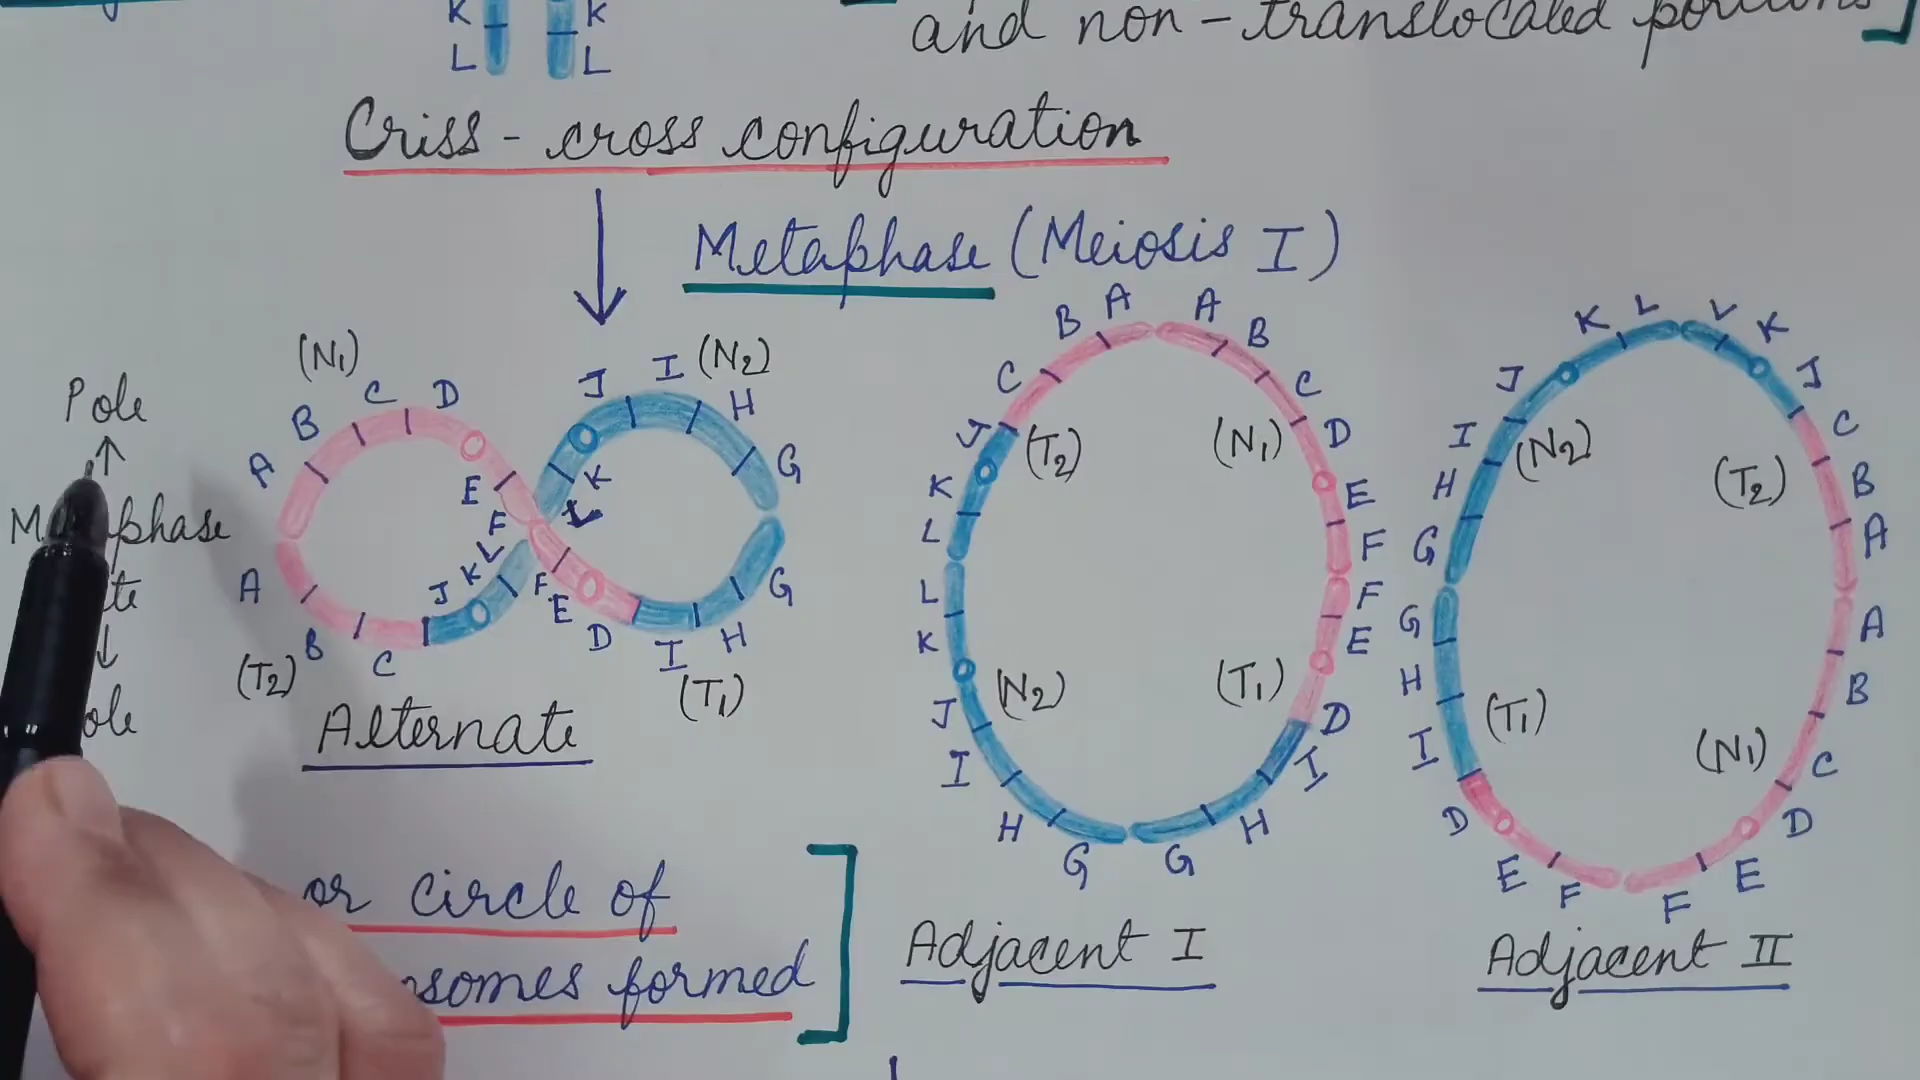 K K
L L
and non-translocated portions]
Criss-cross configuration
Metaphase (Meiosis I)
Pole
↑
↓
(N1)
A B C D E F
(N2)
J I H G
K L
A B C J K L
(T2)
F E D I H G
(T1)
Alternate
A B C J K L
(T2)
A B C D E F
(N1)
L K J I H G
(N2)
F E D I H G
(T1)
Adjacent I
L K J I H G
(N2)
L K J C B A
(T2)
G H I D E F
(T1)
A B C D E F
(N1)
Adjacent II
or circle of
formed]